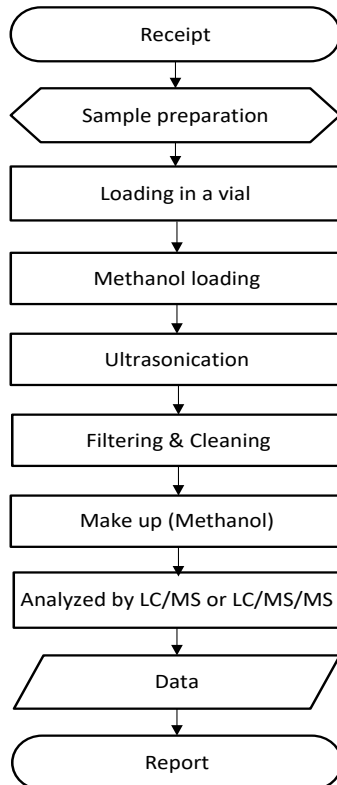 Receipt
Sample preparation
Loading in a vial
Methanol loading
Ultrasonication
Filtering & Cleaning
Make up (Methanol)
Analyzed by LC/MS or LC/MS/MS
Data
Report